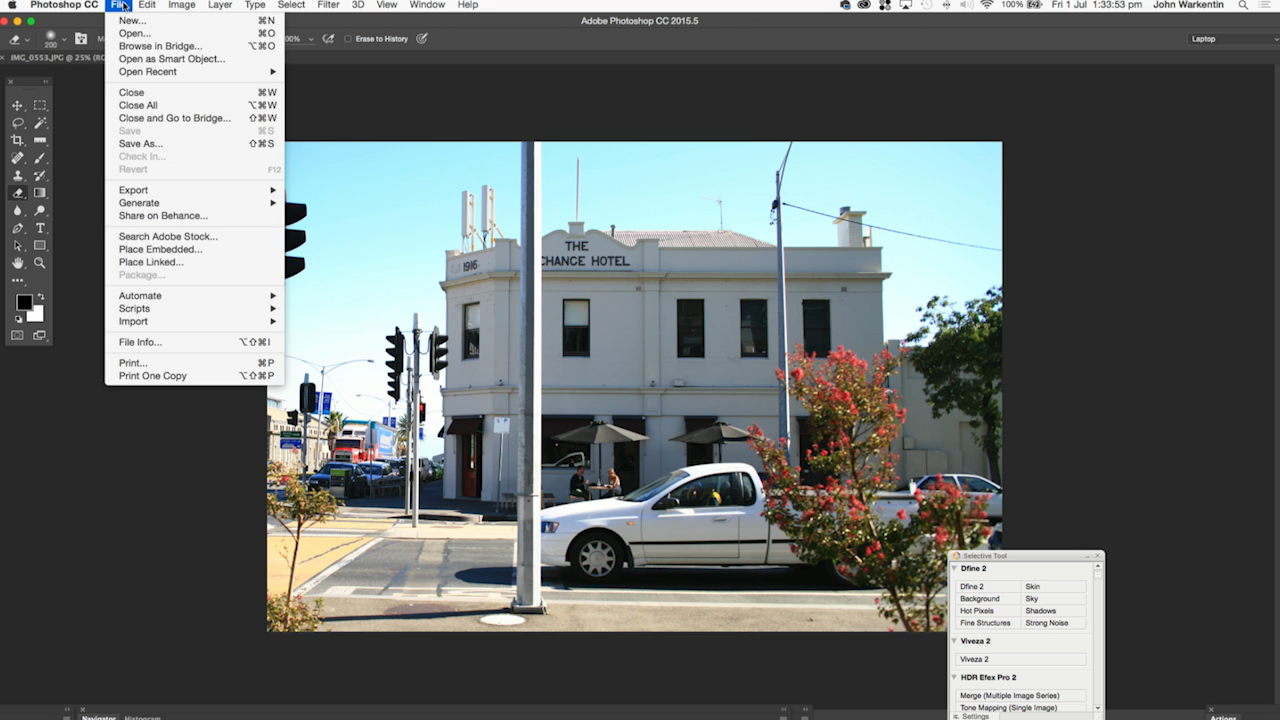 Photoshop CC File Edit Image Layer Type Select Filter 3D View Window Help 100% Fri 1 Jul 1:33:53 pm John Warkentin
Adobe Photoshop CC 2015.5
200 Erase to History Laptop
IMG_0553.JPG @ 25%
New... ⌘N
Open... ⌘O
Browse in Bridge... ⌥⌘O
Open as Smart Object...
Open Recent
Close ⌘W
Close All ⌥⌘W
Close and Go to Bridge... ⇧⌘W
Save ⌘S
Save As... ⇧⌘S
Check In...
Revert F12
Export
Generate
Share on Behance...
Search Adobe Stock...
Place Embedded...
Place Linked...
Package...
Automate
Scripts
Import
File Info... ⌥⇧⌘I
Print... ⌘P
Print One Copy ⌥⇧⌘P
THE
CHANCE HOTEL
1916
Selective Tool
Dfine 2
Dfine 2 Skin
Background Sky
Hot Pixels Shadows
Fine Structures Strong Noise
Viveza 2
Viveza 2
HDR Efex Pro 2
Merge (Multiple Image Series)
Tone Mapping (Single Image)
Settings
Navigator Histogram Actions